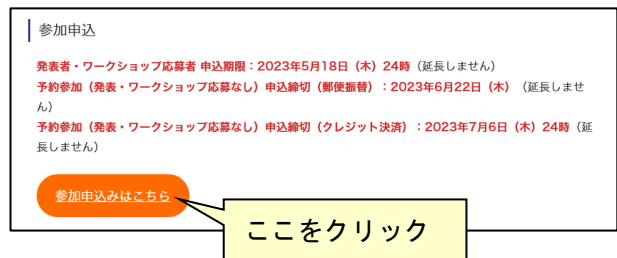 参加申込
発表者・ワークショップ応募者 申込期限：2023年5月18日（木）24時（延長しません）
予約参加（発表・ワークショップ応募なし）申込締切（郵便振替）：2023年6月22日（木）（延長しませ
ん）
予約参加（発表・ワークショップ応募なし）申込締切（クレジット決済）：2023年7月6日（木）24時（延
長しません）
参加申込みはこちら
ここをクリック